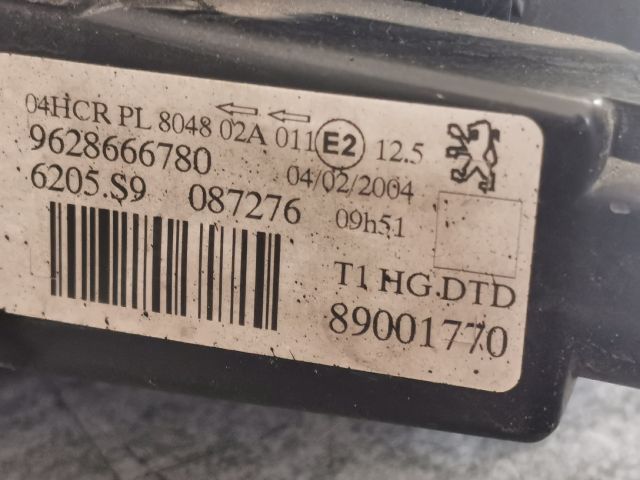 04HCR PL 8048 02A 011 E2 12.5
9628666780 04/02/2004
6205.S9 087276 09h51
T1 HG.DTD
89001770